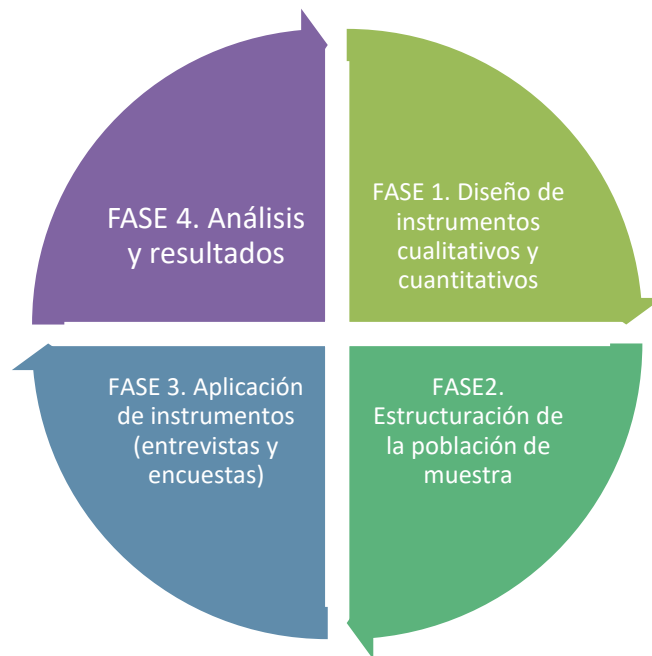 FASE 1. Diseño de
instrumentos
cualitativos y
cuantitativos
FASE2.
Estructuración de
la población de
muestra
FASE 3. Aplicación
de instrumentos
(entrevistas y
encuestas)
FASE 4. Análisis
y resultados